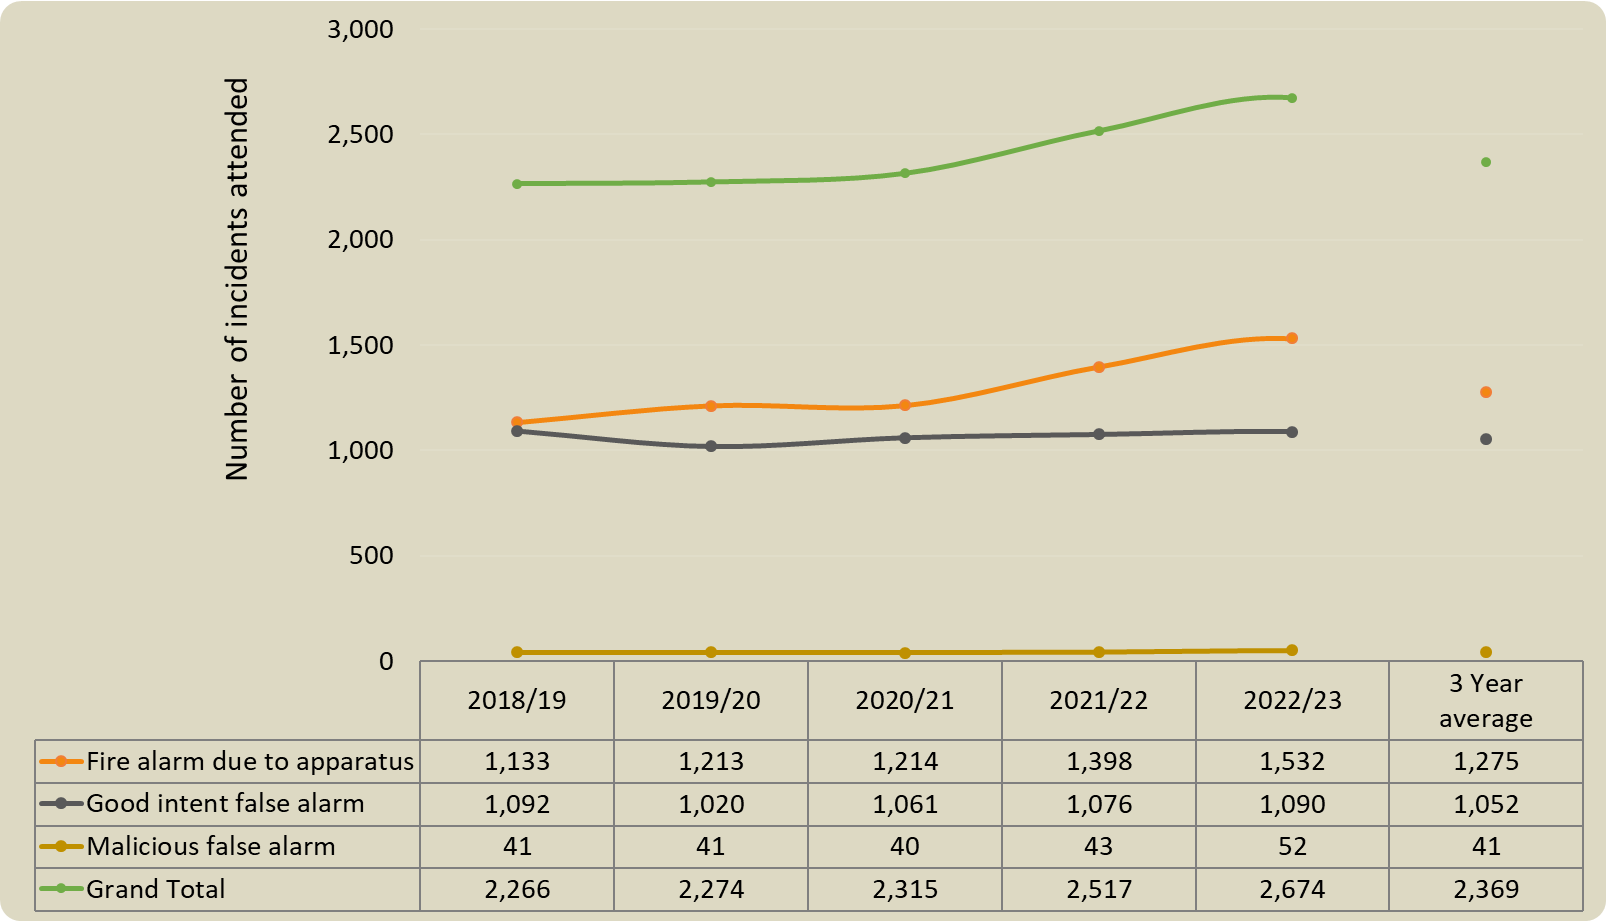 3,000
2,500
2,000
1,500
1,000
500
0
Number of incidents attended
2018/19 2019/20 2020/21 2021/22 2022/23 3 Year average
Fire alarm due to apparatus 1,133 1,213 1,214 1,398 1,532 1,275
Good intent false alarm 1,092 1,020 1,061 1,076 1,090 1,052
Malicious false alarm 41 41 40 43 52 41
Grand Total 2,266 2,274 2,315 2,517 2,674 2,369